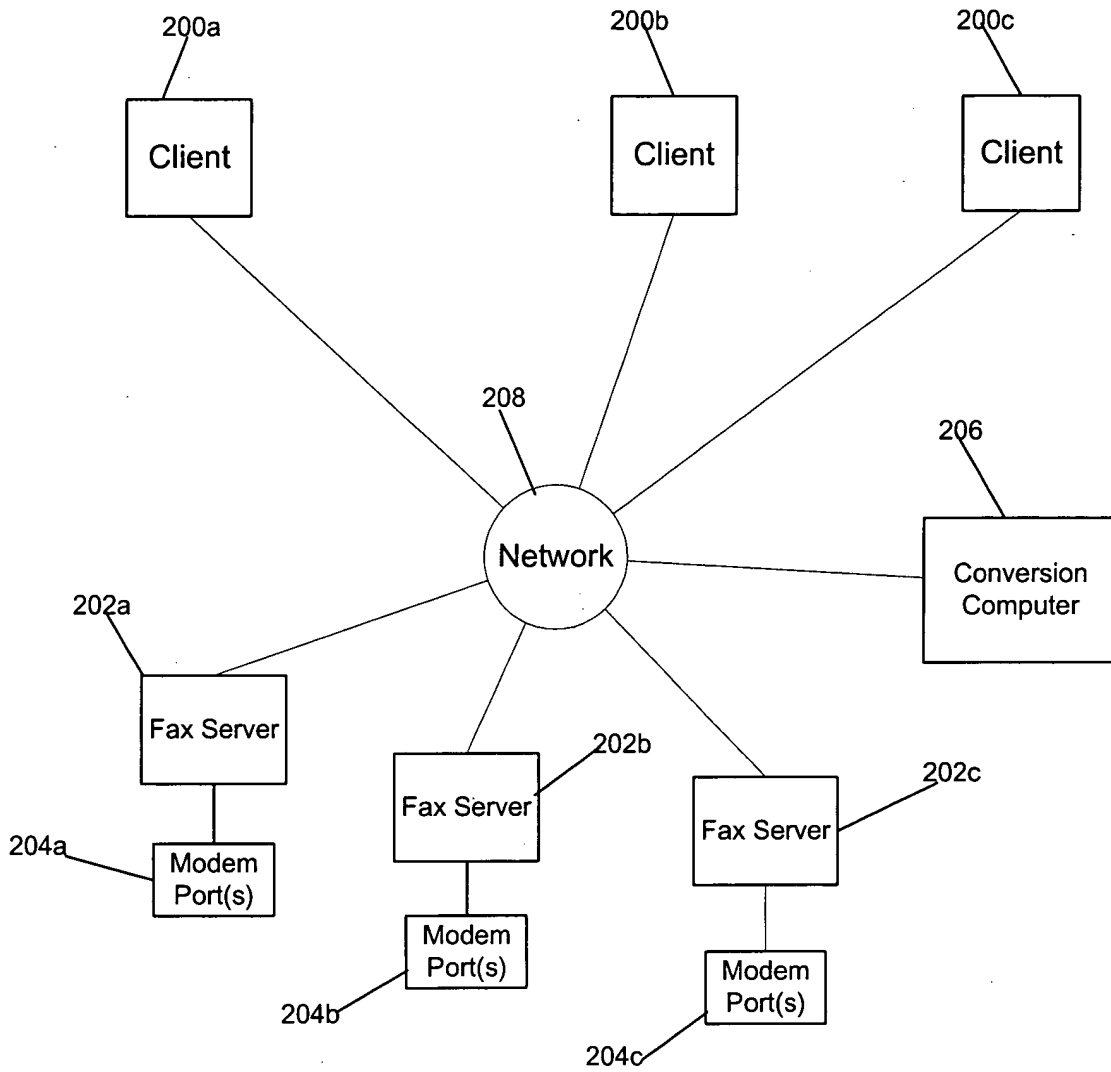 200a
200b
200c
Client
Client
Client
208
206
Network
Conversion
Computer
202a
Fax Server
202b
Fax Server
202c
Fax Server
204a
Modem
Port(s)
Modem
Port(s)
204b
Modem
Port(s)
204c